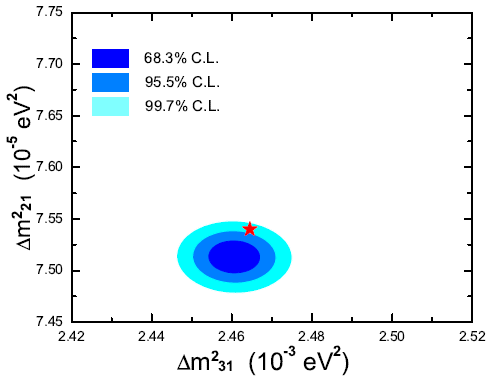 7.75
7.70
7.65
7.60
7.55
7.50
7.45
Δm²₂₁ (10⁻⁵ eV²)
68.3% C.L.
95.5% C.L.
99.7% C.L.
2.42 2.44 2.46 2.48 2.50 2.52
Δm²₃₁ (10⁻³ eV²)